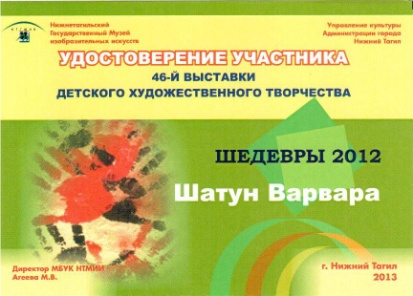 Нижнетагильский
Государственный Музей
изобразительных искусств
Управление культуры
Администрации города
Нижний Тагил
УДОСТОВЕРЕНИЕ УЧАСТНИКА
46-Й ВЫСТАВКИ
ДЕТСКОГО ХУДОЖЕСТВЕННОГО ТВОРЧЕСТВА
ШЕДЕВРЫ 2012
Шатун Варвара
Директор МБУК НТМИИ
Агеева М.В.
г. Нижний Тагил
2013